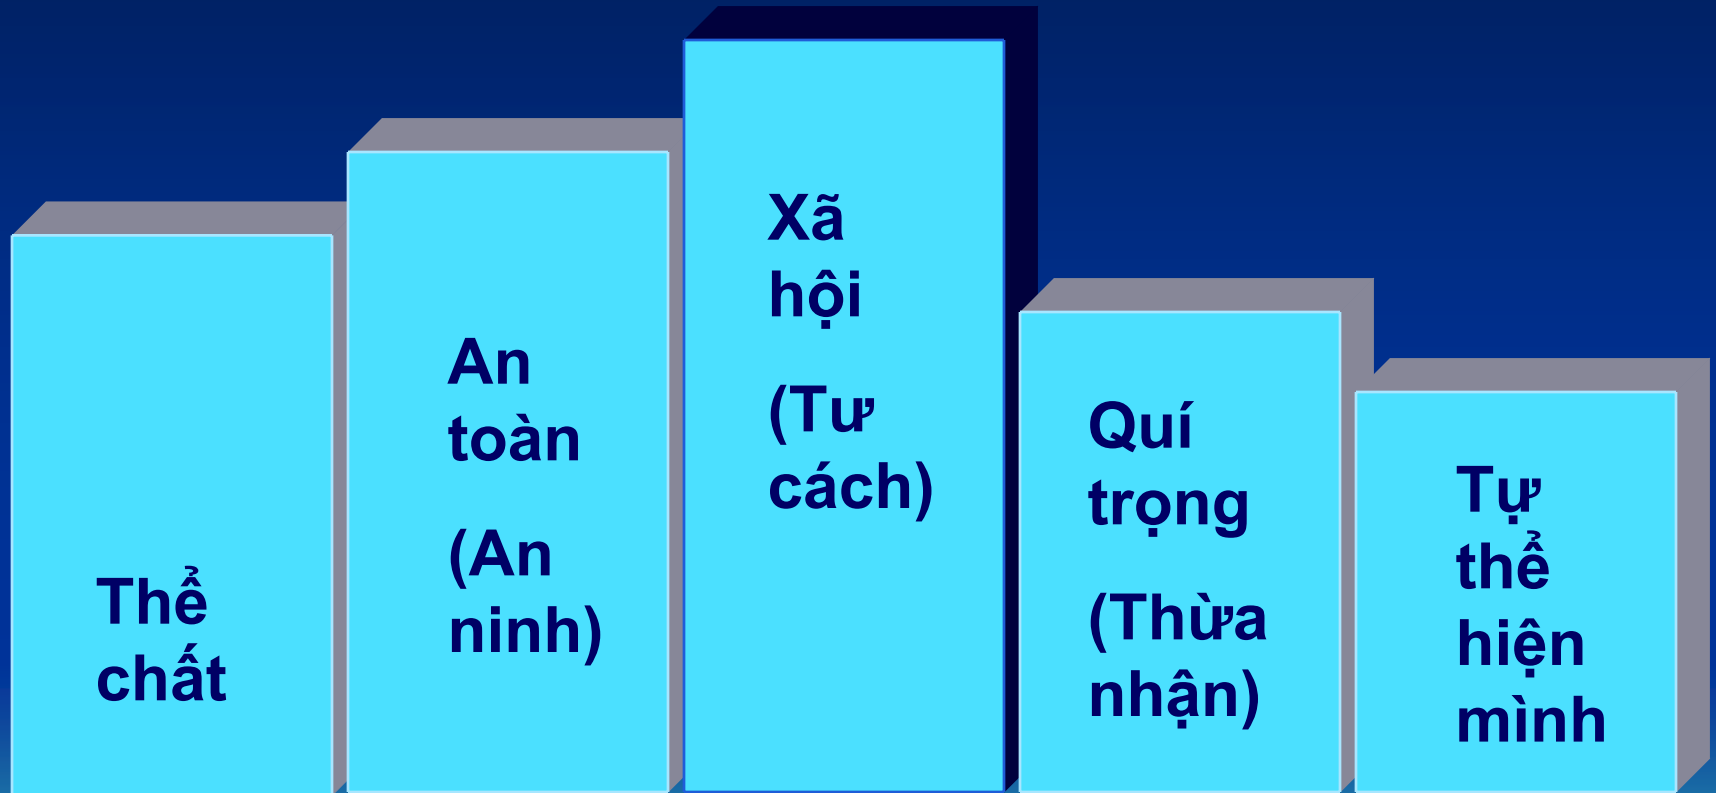 Thể
chất
An
toàn
(An
ninh)
Xã
hội
(Tư
cách)
Quí
trọng
(Thừa
nhận)
Tự
thể
hiện
mình